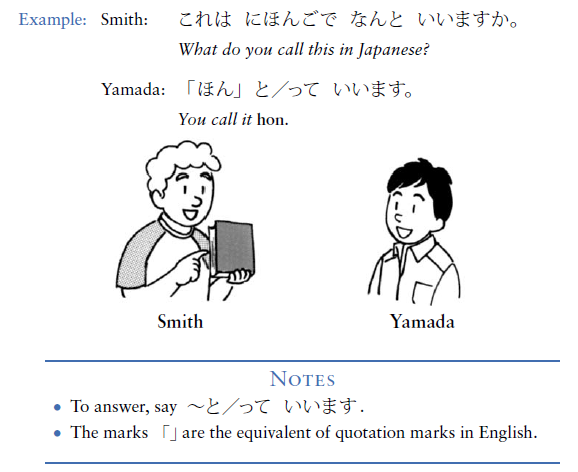 Example: Smith: これは にほんごで なんと いいますか。
What do you call this in Japanese?
Yamada: 「ほん」と／って いいます。
You call it hon.
Smith Yamada
NOTES
• To answer, say 〜と／って いいます.
• The marks 「」are the equivalent of quotation marks in English.